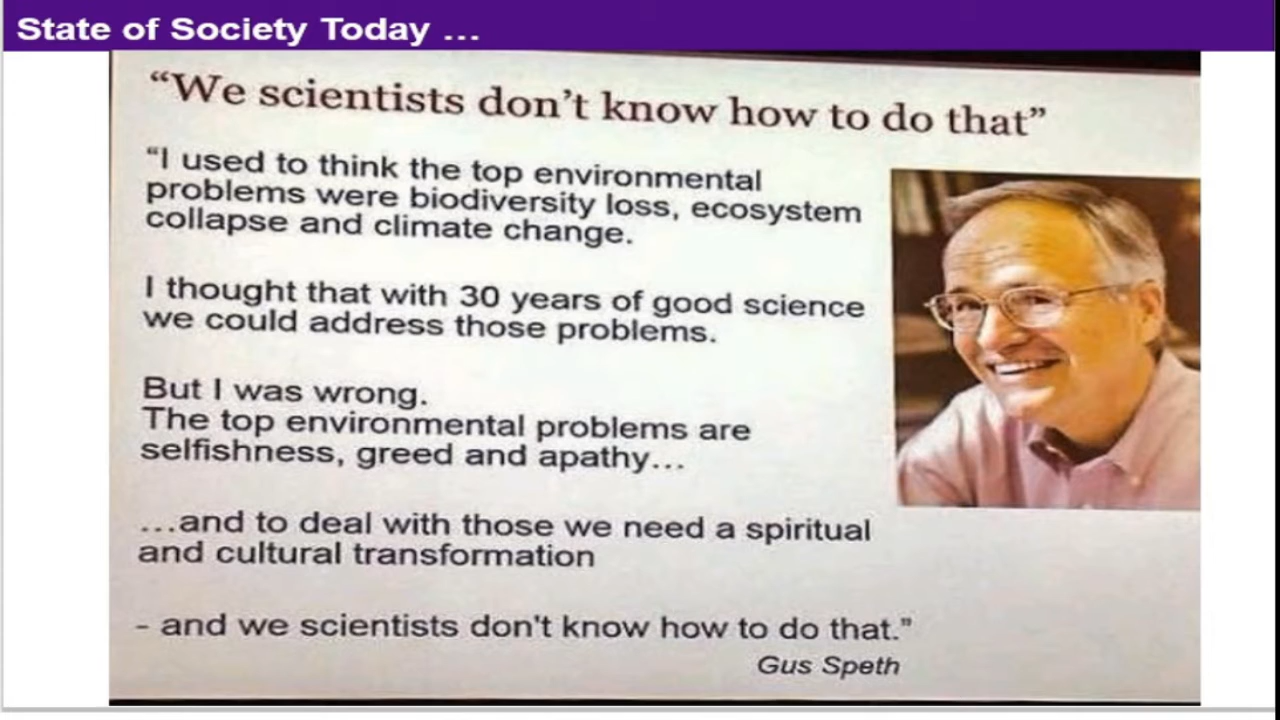 State of Society Today ...
“We scientists don’t know how to do that”
“I used to think the top environmental
problems were biodiversity loss, ecosystem
collapse and climate change.
I thought that with 30 years of good science
we could address those problems.
But I was wrong.
The top environmental problems are
selfishness, greed and apathy...
...and to deal with those we need a spiritual
and cultural transformation
- and we scientists don't know how to do that."
Gus Speth